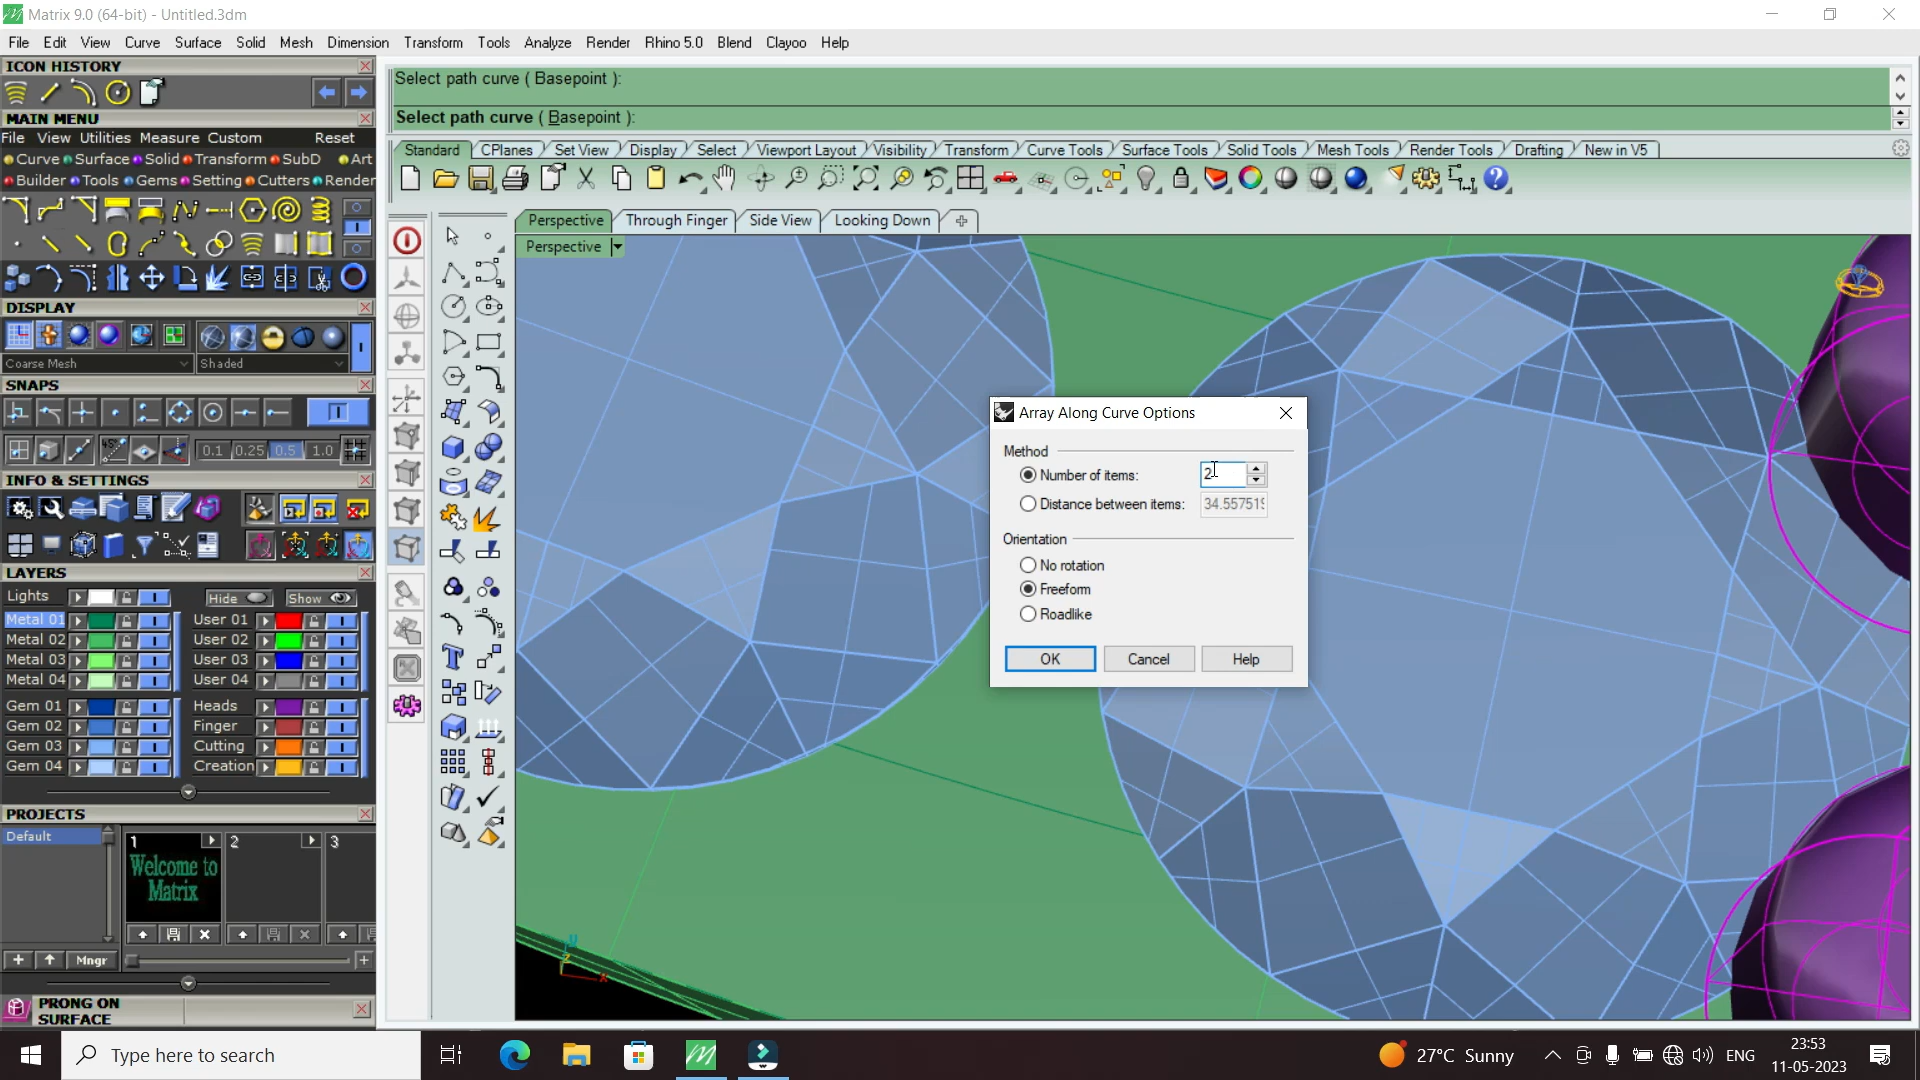 Matrix 9.0 (64-bit) - Untitled.3dm
File Edit View Curve Surface Solid Mesh Dimension Transform Tools Analyze Render Rhino 5.0 Blend Clayoo Help
ICON HISTORY
Select path curve ( Basepoint ):
Select path curve ( Basepoint ):
MAIN MENU
File View Utilities Measure Custom Reset
Curve Surface Solid Transform SubD Art
Builder Tools Gems Setting Cutters Render
Standard CPlanes Set View Display Select Viewport Layout Visibility Transform Curve Tools Surface Tools Solid Tools Mesh Tools Render Tools Drafting New in V5
Perspective Through Finger Side View Looking Down
Perspective
DISPLAY
Coarse Mesh Shaded
SNAPS
0.1 0.25 0.5 1.0
INFO & SETTINGS
LAYERS
Lights Hide Show
Metal 01 User 01
Metal 02 User 02
Metal 03 User 03
Metal 04 User 04
Gem 01 Heads
Gem 02 Finger
Gem 03 Cutting
Gem 04 Creation
PROJECTS
Default 1 2 3
Welcome to
Matrix
Mngr
PRONG ON
SURFACE
Array Along Curve Options
Method
Number of items: 2
Distance between items: 34.557519
Orientation
No rotation
Freeform
Roadlike
OK Cancel Help
y
z
x
Type here to search
27°C Sunny
ENG
23:53
11-05-2023